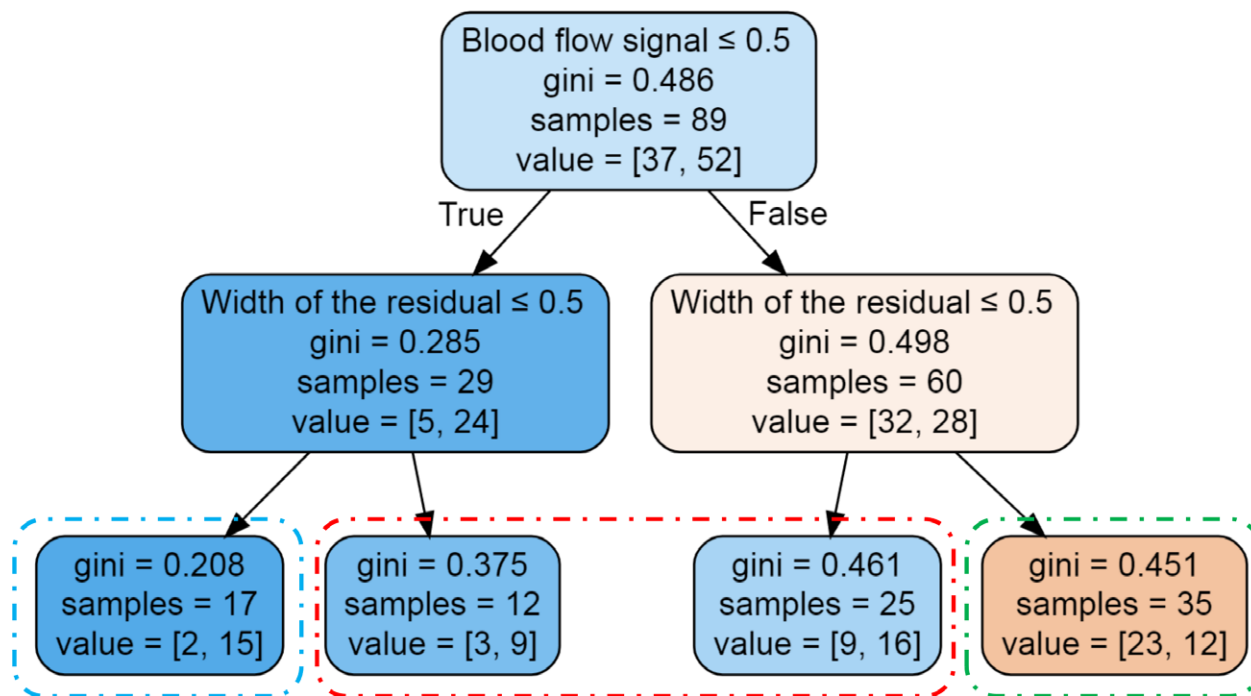 Blood flow signal ≤ 0.5
gini = 0.486
samples = 89
value = [37, 52]
True
False
Width of the residual ≤ 0.5
gini = 0.285
samples = 29
value = [5, 24]
Width of the residual ≤ 0.5
gini = 0.498
samples = 60
value = [32, 28]
gini = 0.208
samples = 17
value = [2, 15]
gini = 0.375
samples = 12
value = [3, 9]
gini = 0.461
samples = 25
value = [9, 16]
gini = 0.451
samples = 35
value = [23, 12]